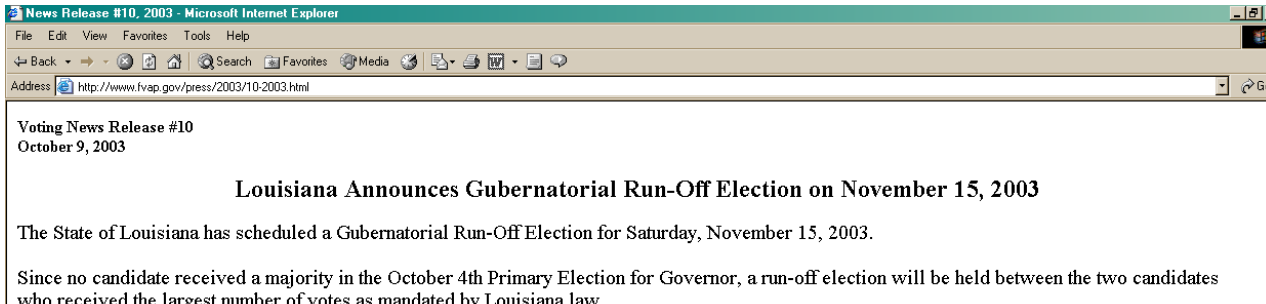 News Release #10, 2003 - Microsoft Internet Explorer
File Edit View Favorites Tools Help
Back Search Favorites Media
Address http://www.fvap.gov/press/2003/10-2003.html G
Voting News Release #10
October 9, 2003
Louisiana Announces Gubernatorial Run-Off Election on November 15, 2003
The State of Louisiana has scheduled a Gubernatorial Run-Off Election for Saturday, November 15, 2003.
Since no candidate received a majority in the October 4th Primary Election for Governor, a run-off election will be held between the two candidates
who received the largest number of votes as mandated by Louisiana law